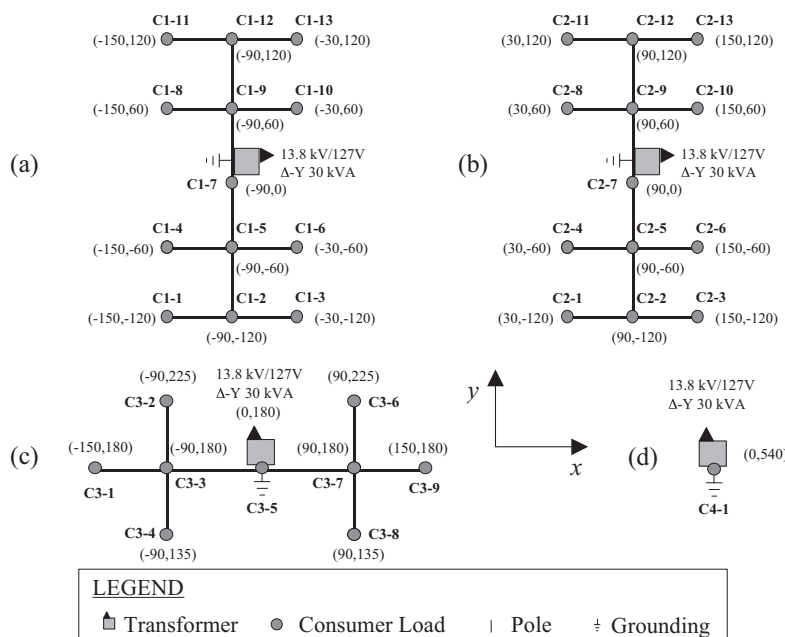 C1-11 C1-12 C1-13
(-150,120) (-30,120)
(-90,120)
C1-8 C1-9 C1-10
(-150,60) (-30,60)
(-90,60)
(a)
13.8 kV/127V
Δ-Y 30 kVA
C1-7
(-90,0)
C1-4 C1-5 C1-6
(-150,-60) (-30,-60)
(-90,-60)
C1-1 C1-2 C1-3
(-150,-120) (-30,-120)
(-90,-120)
C2-11 C2-12 C2-13
(30,120) (150,120)
(90,120)
C2-8 C2-9 C2-10
(30,60) (150,60)
(90,60)
(b)
13.8 kV/127V
Δ-Y 30 kVA
C2-7
(90,0)
C2-4 C2-5 C2-6
(30,-60) (150,-60)
(90,-60)
C2-1 C2-2 C2-3
(30,-120) (150,-120)
(90,-120)
(-90,225) 13.8 kV/127V (90,225)
Δ-Y 30 kVA
C3-2 (0,180) C3-6
(c)
(-150,180) (-90,180) (90,180) (150,180)
C3-1 C3-3 C3-5 C3-7 C3-9
C3-4 C3-8
(-90,135) (90,135)
y
x
13.8 kV/127V
Δ-Y 30 kVA
(d) (0,540)
C4-1
LEGEND
Transformer Consumer Load Pole Grounding